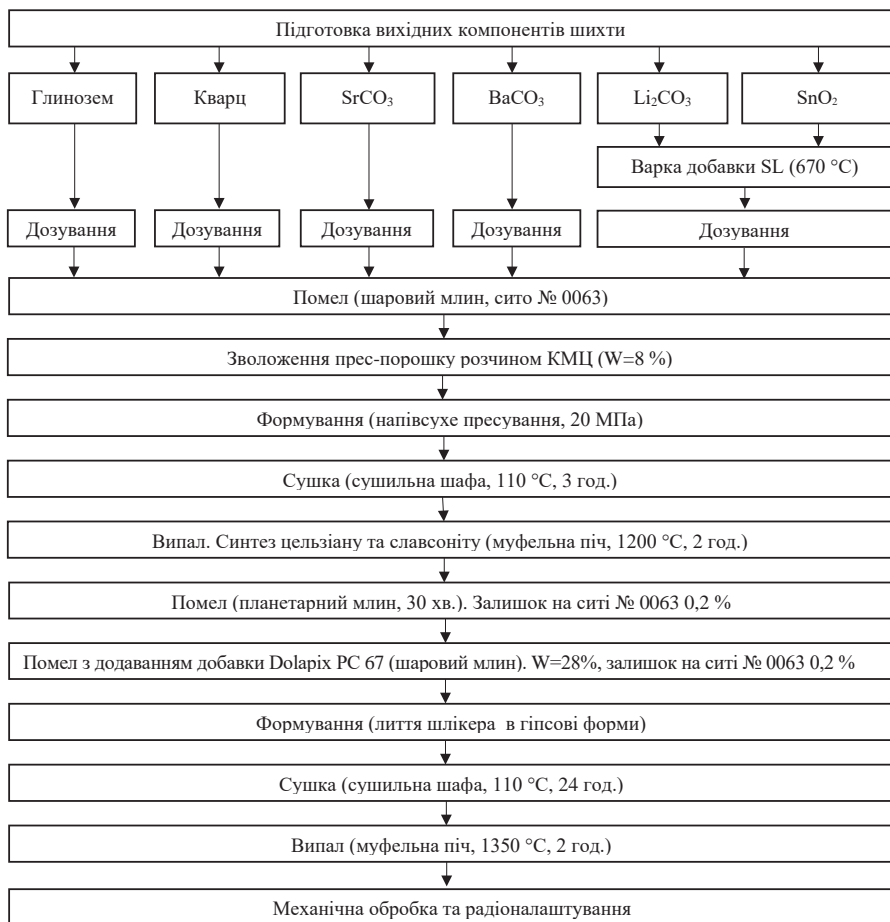 Підготовка вихідних компонентів шихти
Глинозем
Кварц
SrCO₃
BaCO₃
Li₂CO₃
SnO₂
Варка добавки SL (670 °С)
Дозування
Дозування
Дозування
Дозування
Дозування
Помел (шаровий млин, сито № 0063)
Зволоження прес-порошку розчином КМЦ (W=8 %)
Формування (напівсухе пресування, 20 МПа)
Сушка (сушильна шафа, 110 °С, 3 год.)
Випал. Синтез цельзіану та славсоніту (муфельна піч, 1200 °С, 2 год.)
Помел (планетарний млин, 30 хв.). Залишок на ситі № 0063 0,2 %
Помел з додаванням добавки Dolapix PC 67 (шаровий млин). W=28%, залишок на ситі № 0063 0,2 %
Формування (лиття шлікера в гіпсові форми)
Сушка (сушильна шафа, 110 °С, 24 год.)
Випал (муфельна піч, 1350 °С, 2 год.)
Механічна обробка та радіоналаштування